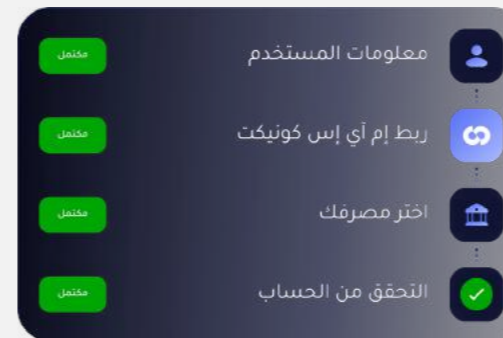 معلومات المستخدم
مكتمل
ربط إم آي إس كونيكت
مكتمل
اختر مصرفك
مكتمل
التحقق من الحساب
مكتمل